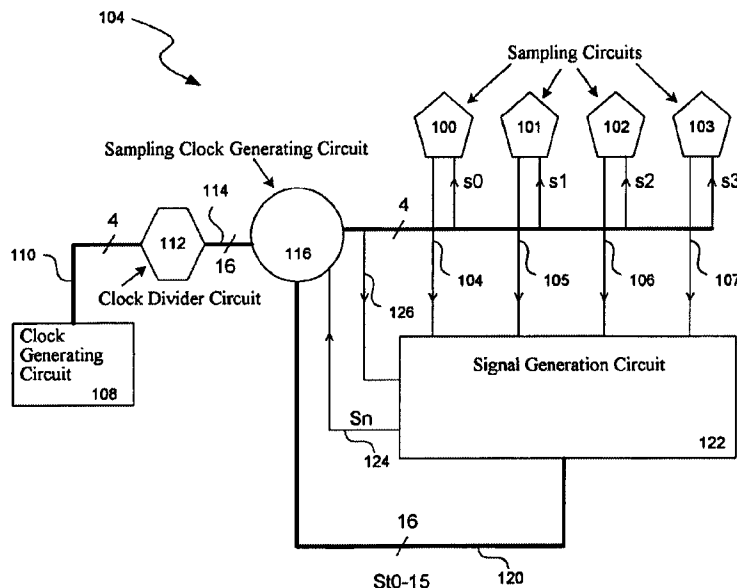 104
Sampling Circuits
100
101
102
103
Sampling Clock Generating Circuit
s0
s1
s2
s3
114
4
112
16
116
4
110
Clock Divider Circuit
126
104
105
106
107
Clock
Generating
Circuit
108
Signal Generation Circuit
Sn
124
122
16
St0-15
120